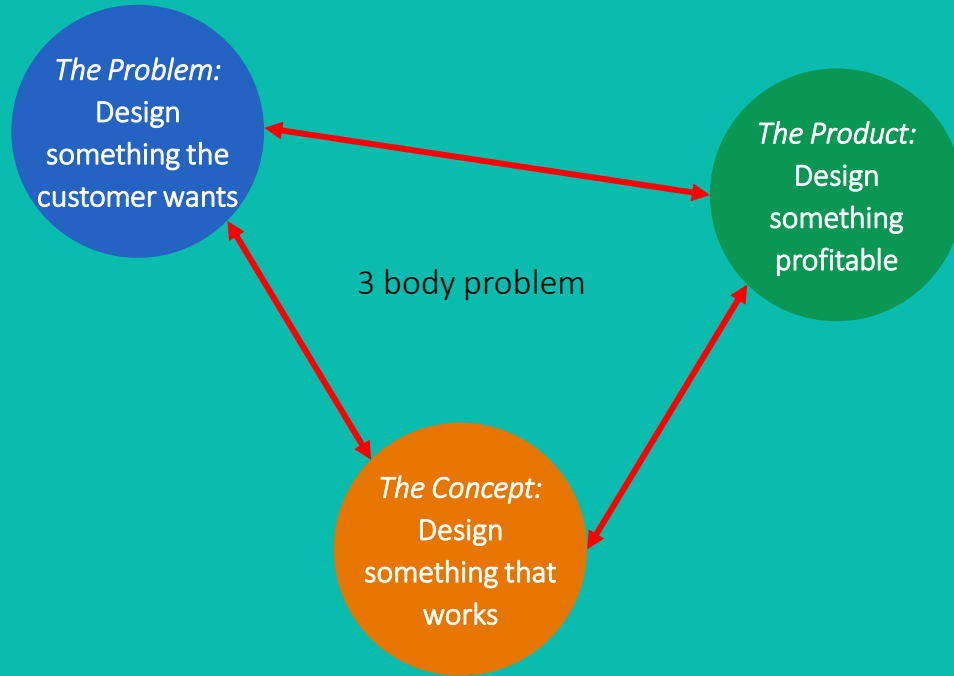 The Problem:
Design
something the
customer wants
The Product:
Design
something
profitable
3 body problem
The Concept:
Design
something that
works